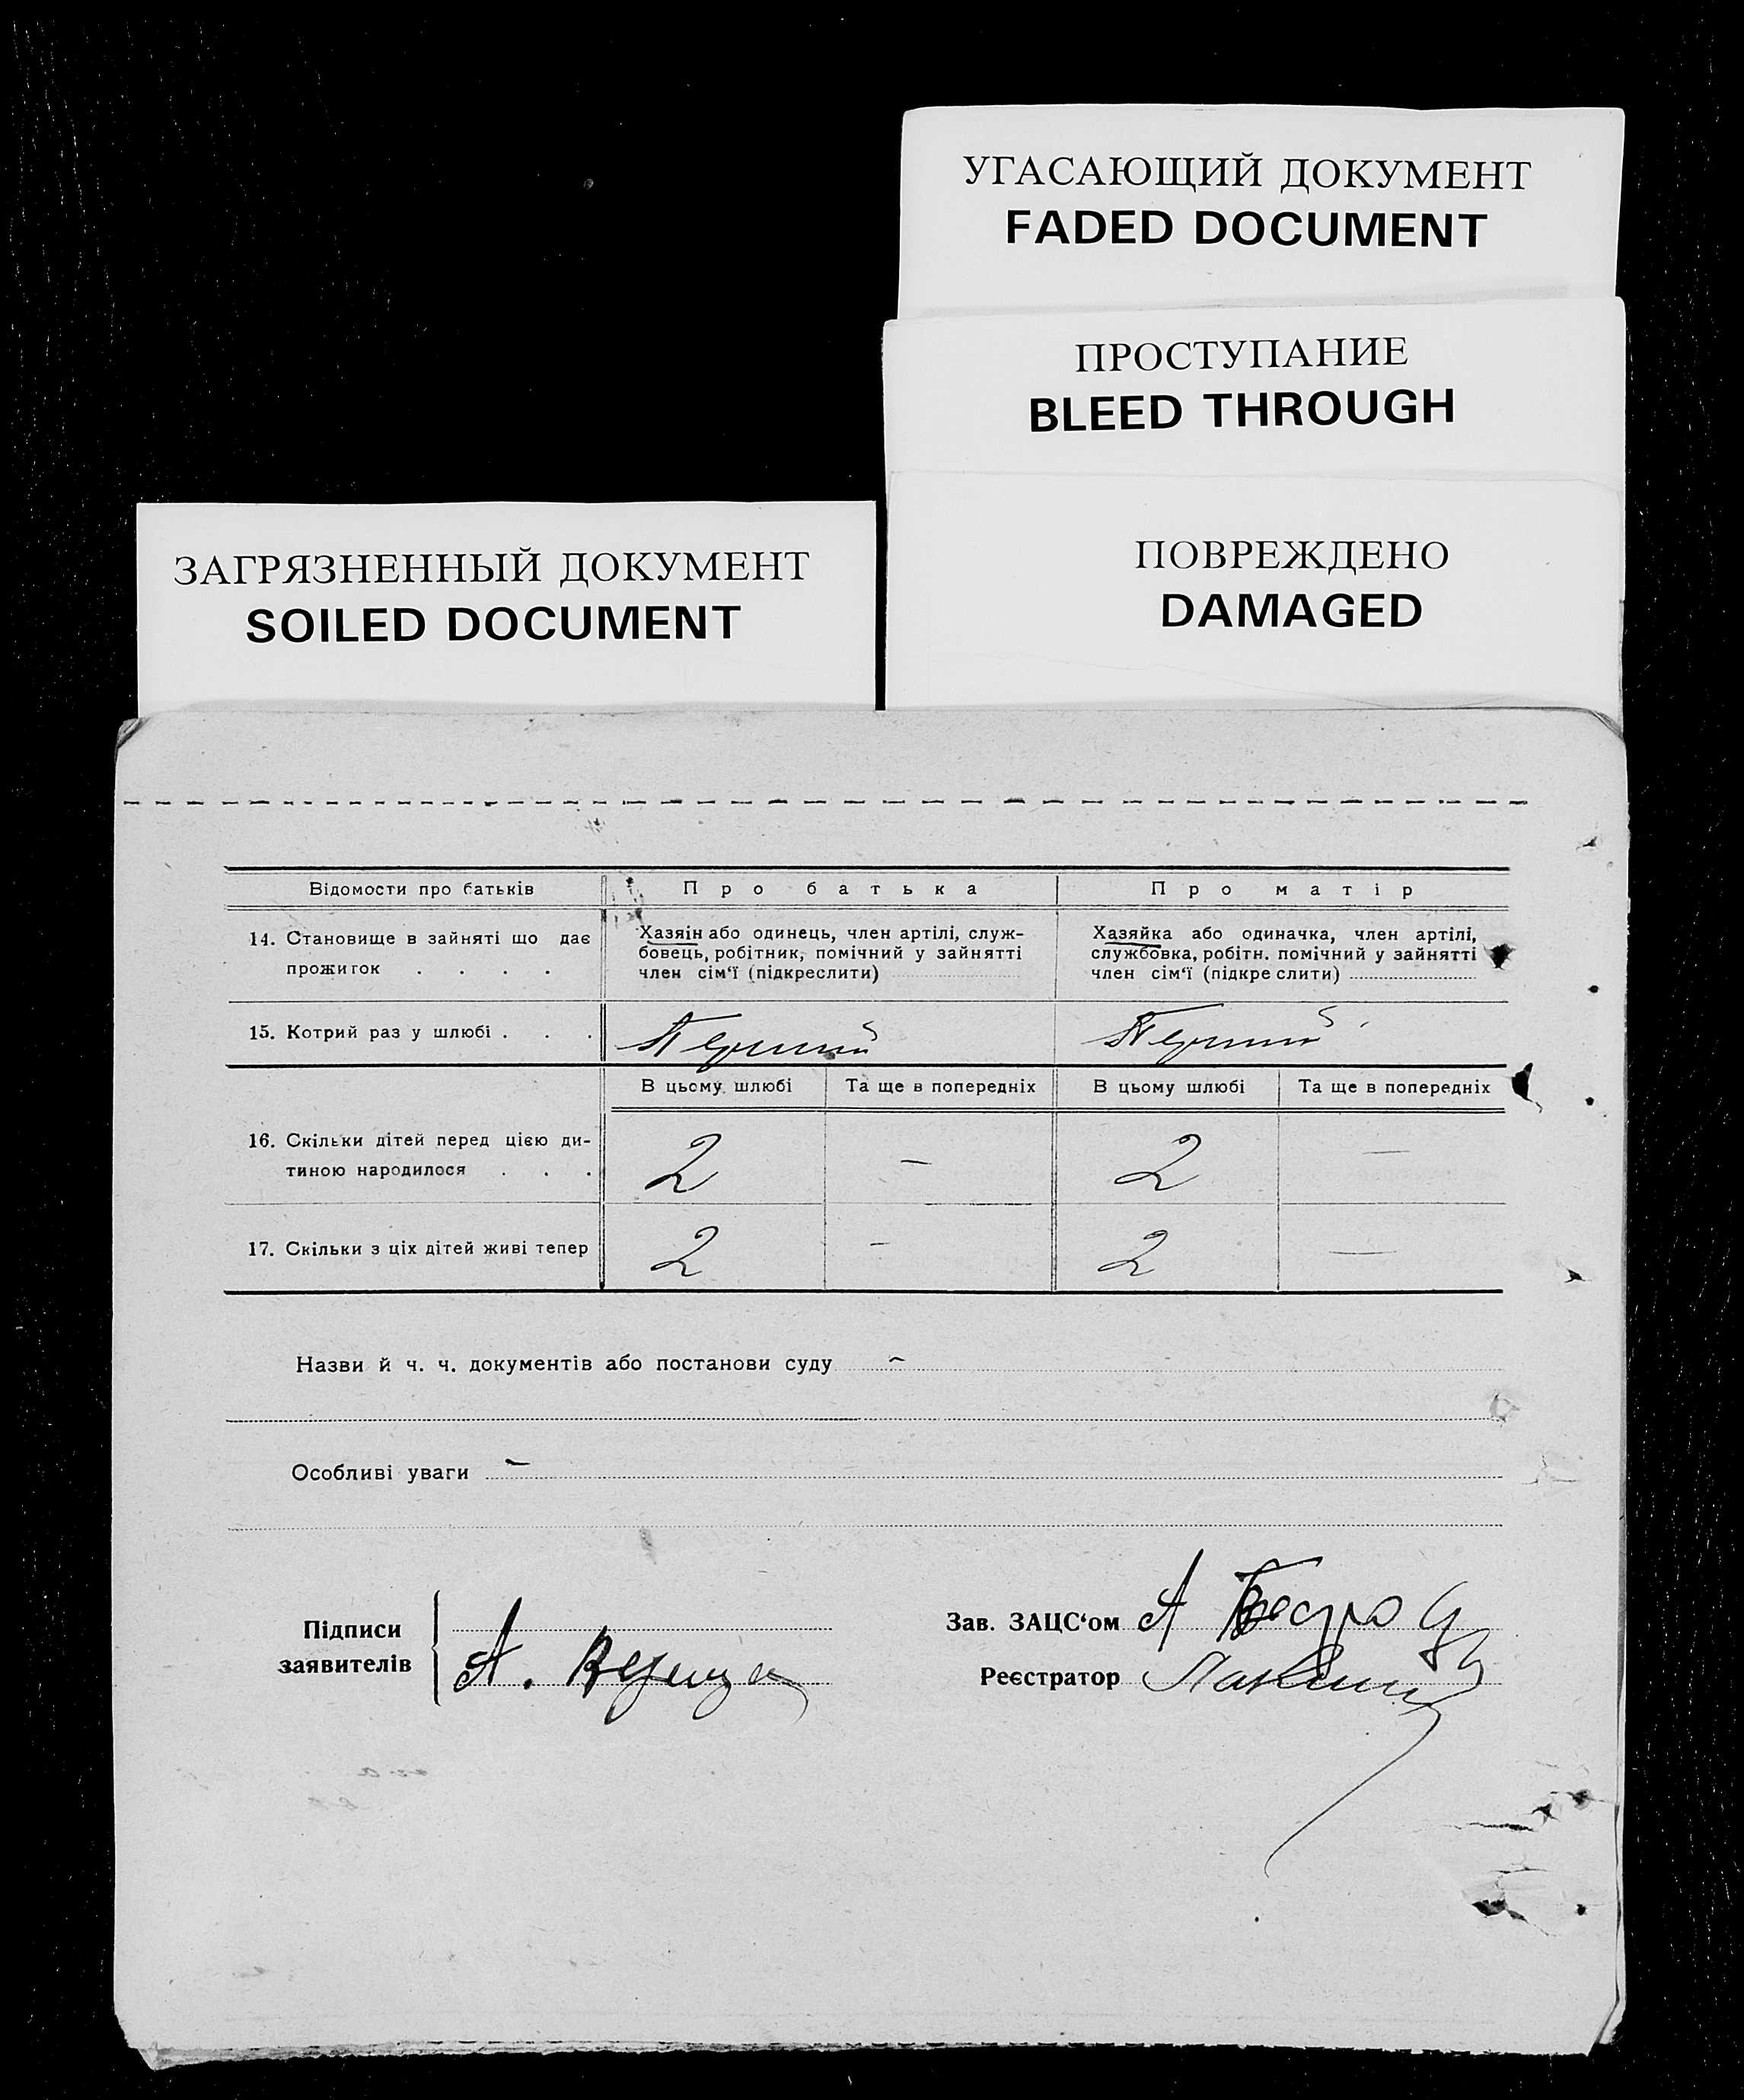 УГАСАЮЩИЙ ДОКУМЕНТ
FADED DOCUMENT
ПРОСТУПАНИЕ
BLEED THROUGH
ПОВРЕЖДЕНО
DAMAGED
ЗАГРЯЗНЕННЫЙ ДОКУМЕНТ
SOILED DOCUMENT
Відомости про батьків
Про батька
Про матір
14. Становище в зайняті що дає
прожиток . . . .
Хазяін або одинець, член артілі, служ-
бовець, робітник, помічний у зайнятті
член сім‘ї (підкреслити)
Хазяйка або одиначка, член артілі,
службовка, робітн. помічний у зайнятті
член сім‘ї (підкреслити)
15. Котрий раз у шлюбі . . .
Перший
Перший
В цьому шлюбі
Та ще в попередніх
В цьому шлюбі
Та ще в попередніх
16. Скільки дітей перед цією ди-
тиною народилося . . .
2
—
2
—
17. Скільки з ціх дітей живі тепер
2
—
2
—
Назви й ч. ч. документів або постанови суду —
Особливі уваги —
Підписи
заявителів
А.
Зав. ЗАЦС‘ом А
Реєстратор